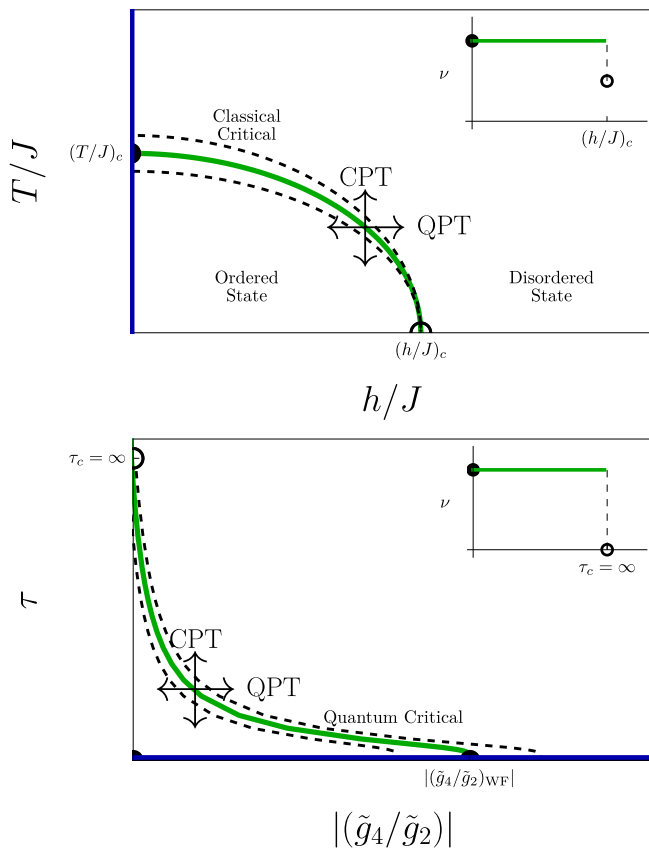 ν
(h/J)_c
Classical
Critical
(T/J)_c
T/J
CPT
QPT
Ordered
State
Disordered
State
(h/J)_c
h/J
τ_c = ∞
ν
τ_c = ∞
τ
CPT
QPT
Quantum Critical
|(g̃_4/g̃_2)_WF|
|(g̃_4/g̃_2)|